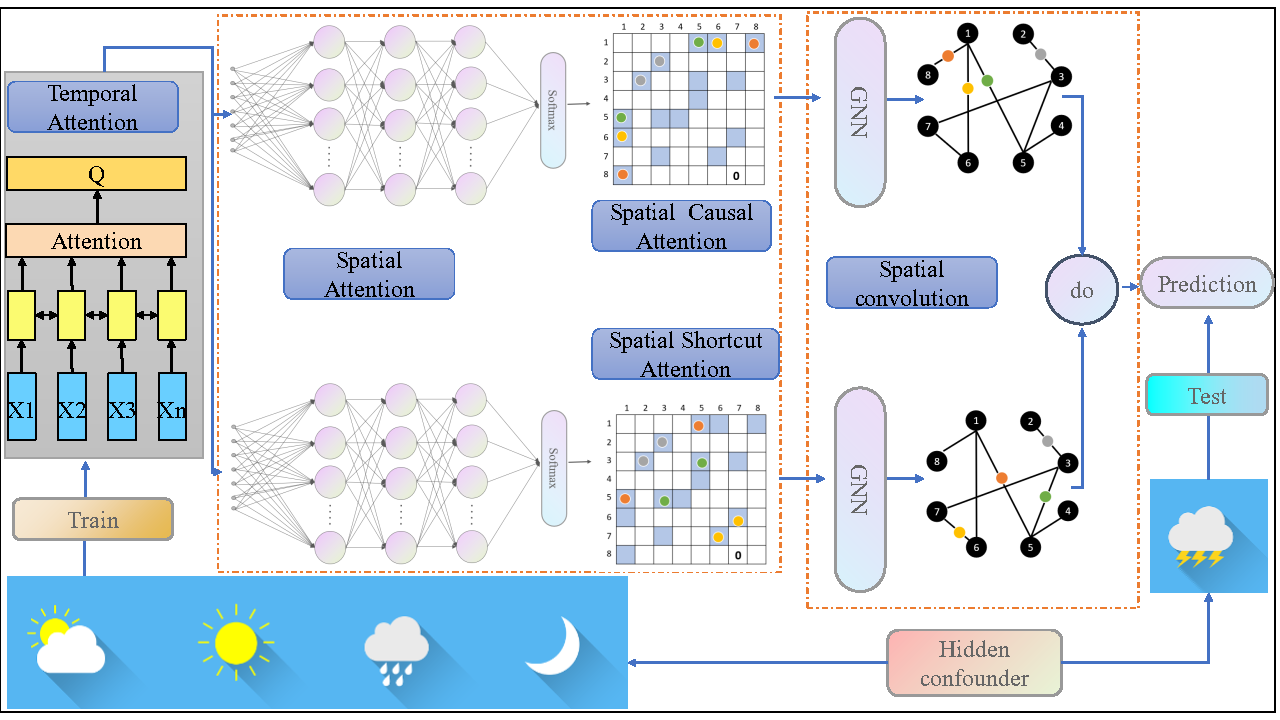 Temporal
Attention
Q
Attention
X1 X2 X3 Xn
Train
Softmax
1 2 3 4 5 6 7 8
1
2
3
4
5
6
7
8
0
Spatial Causal
Attention
Spatial
Attention
Spatial Shortcut
Attention
Softmax
1 2 3 4 5 6 7 8
1
2
3
4
5
6
7
8
0
GNN
1 2
8 3
7 4
6 5
Spatial
convolution
do
Prediction
GNN
1 2
8 3
7 4
6 5
Test
Hidden
confounder